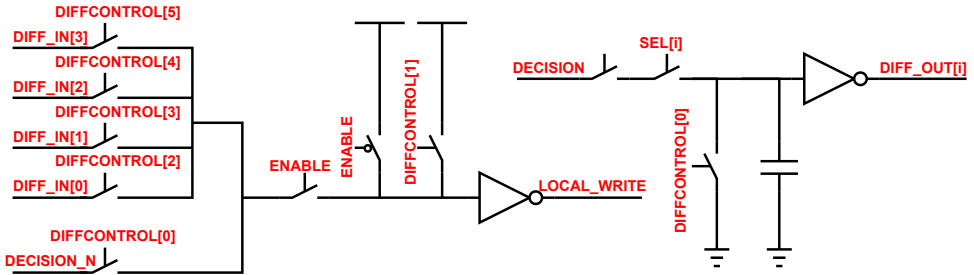 DIFFCONTROL[5]
DIFF_IN[3]
DIFFCONTROL[4]
DIFF_IN[2]
DIFFCONTROL[3]
DIFF_IN[1]
DIFFCONTROL[2]
DIFF_IN[0]
DIFFCONTROL[0]
DECISION_N
ENABLE
ENABLE
DIFFCONTROL[1]
LOCAL_WRITE
DECISION
SEL[i]
DIFFCONTROL[0]
DIFF_OUT[i]